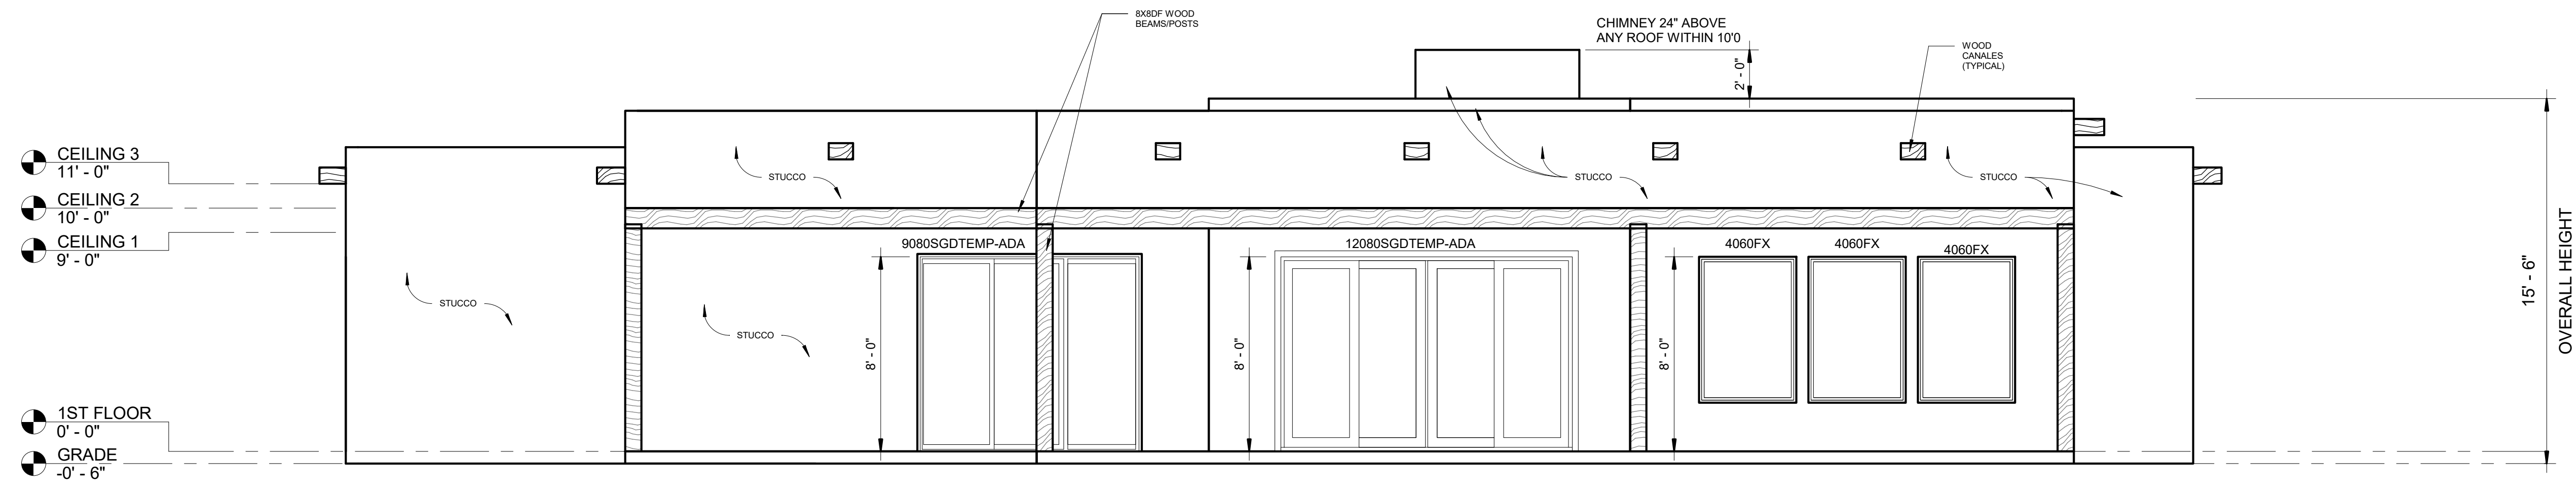 8X8DF WOOD
BEAMS/POSTS
CHIMNEY 24" ABOVE
ANY ROOF WITHIN 10'0
2' - 0"
WOOD
CANALES
(TYPICAL)
CEILING 3
11' - 0"
CEILING 2
10' - 0"
CEILING 1
9' - 0"
1ST FLOOR
0' - 0"
GRADE
-0' - 6"
STUCCO
STUCCO
STUCCO
STUCCO
STUCCO
9080SGDTEMP-ADA
12080SGDTEMP-ADA
4060FX
4060FX
4060FX
8' - 0"
8' - 0"
8' - 0"
15' - 6"
OVERALL HEIGHT